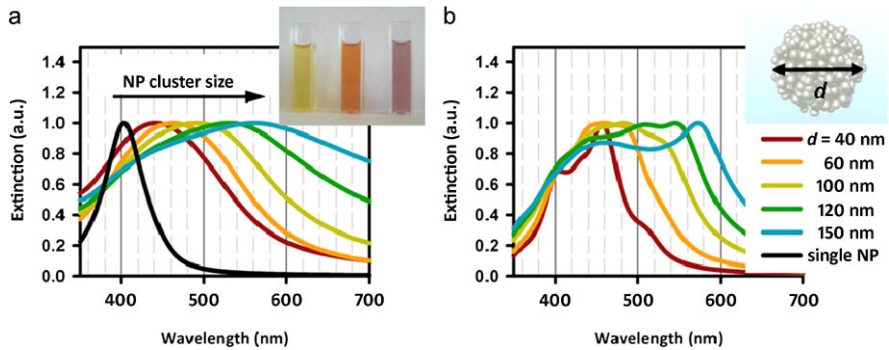 a
NP cluster size
Extinction (a.u.)
1.4
1.2
1.0
0.8
0.6
0.4
0.2
0.0
400 500 600 700
Wavelength (nm)
b
d
Extinction (a.u.)
1.4
1.2
1.0
0.8
0.6
0.4
0.2
0.0
400 500 600 700
Wavelength (nm)
d = 40 nm
60 nm
100 nm
120 nm
150 nm
single NP